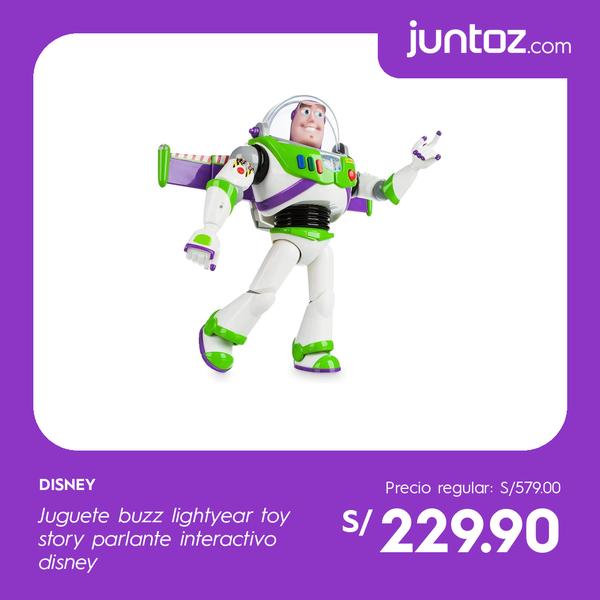 juntoz.com
DISNEY
Juguete buzz lightyear toy
story parlante interactivo
disney
Precio regular: S/579.00
S/229.90